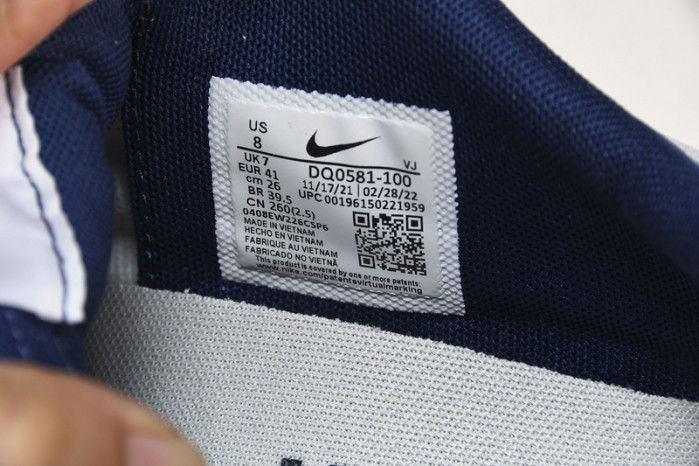 US
8
VJ
UK 7
EUR 41
cm 26
BR 39.5
CN 260(2.5)
DQ0581-100
11/17/21 | 02/28/22
UPC 00196150221959
0408EW226CSP6
MADE IN VIETNAM
HECHO EN VIETNAM
FABRIQUE AU VIETNAM
FABRICADO NO VIETNÃ
This product is covered by one or more patents.
www.nike.com/patentsvirtualmarking